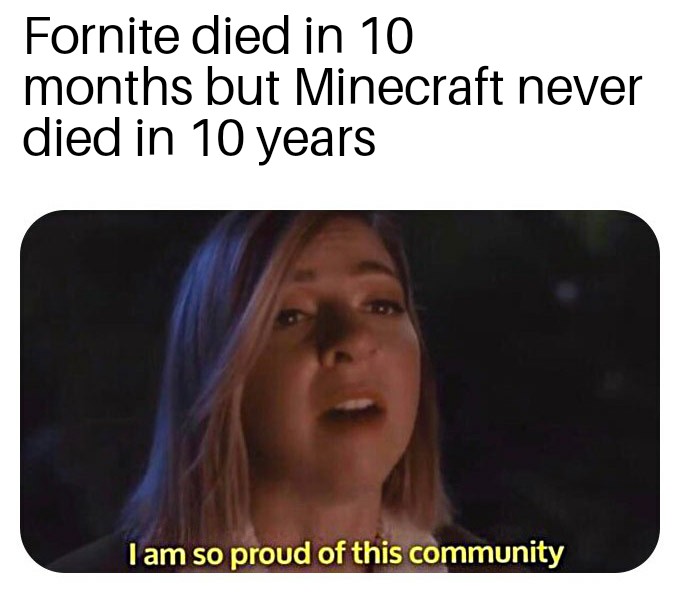 Fornite died in 10
months but Minecraft never
died in 10 years
I am so proud of this community